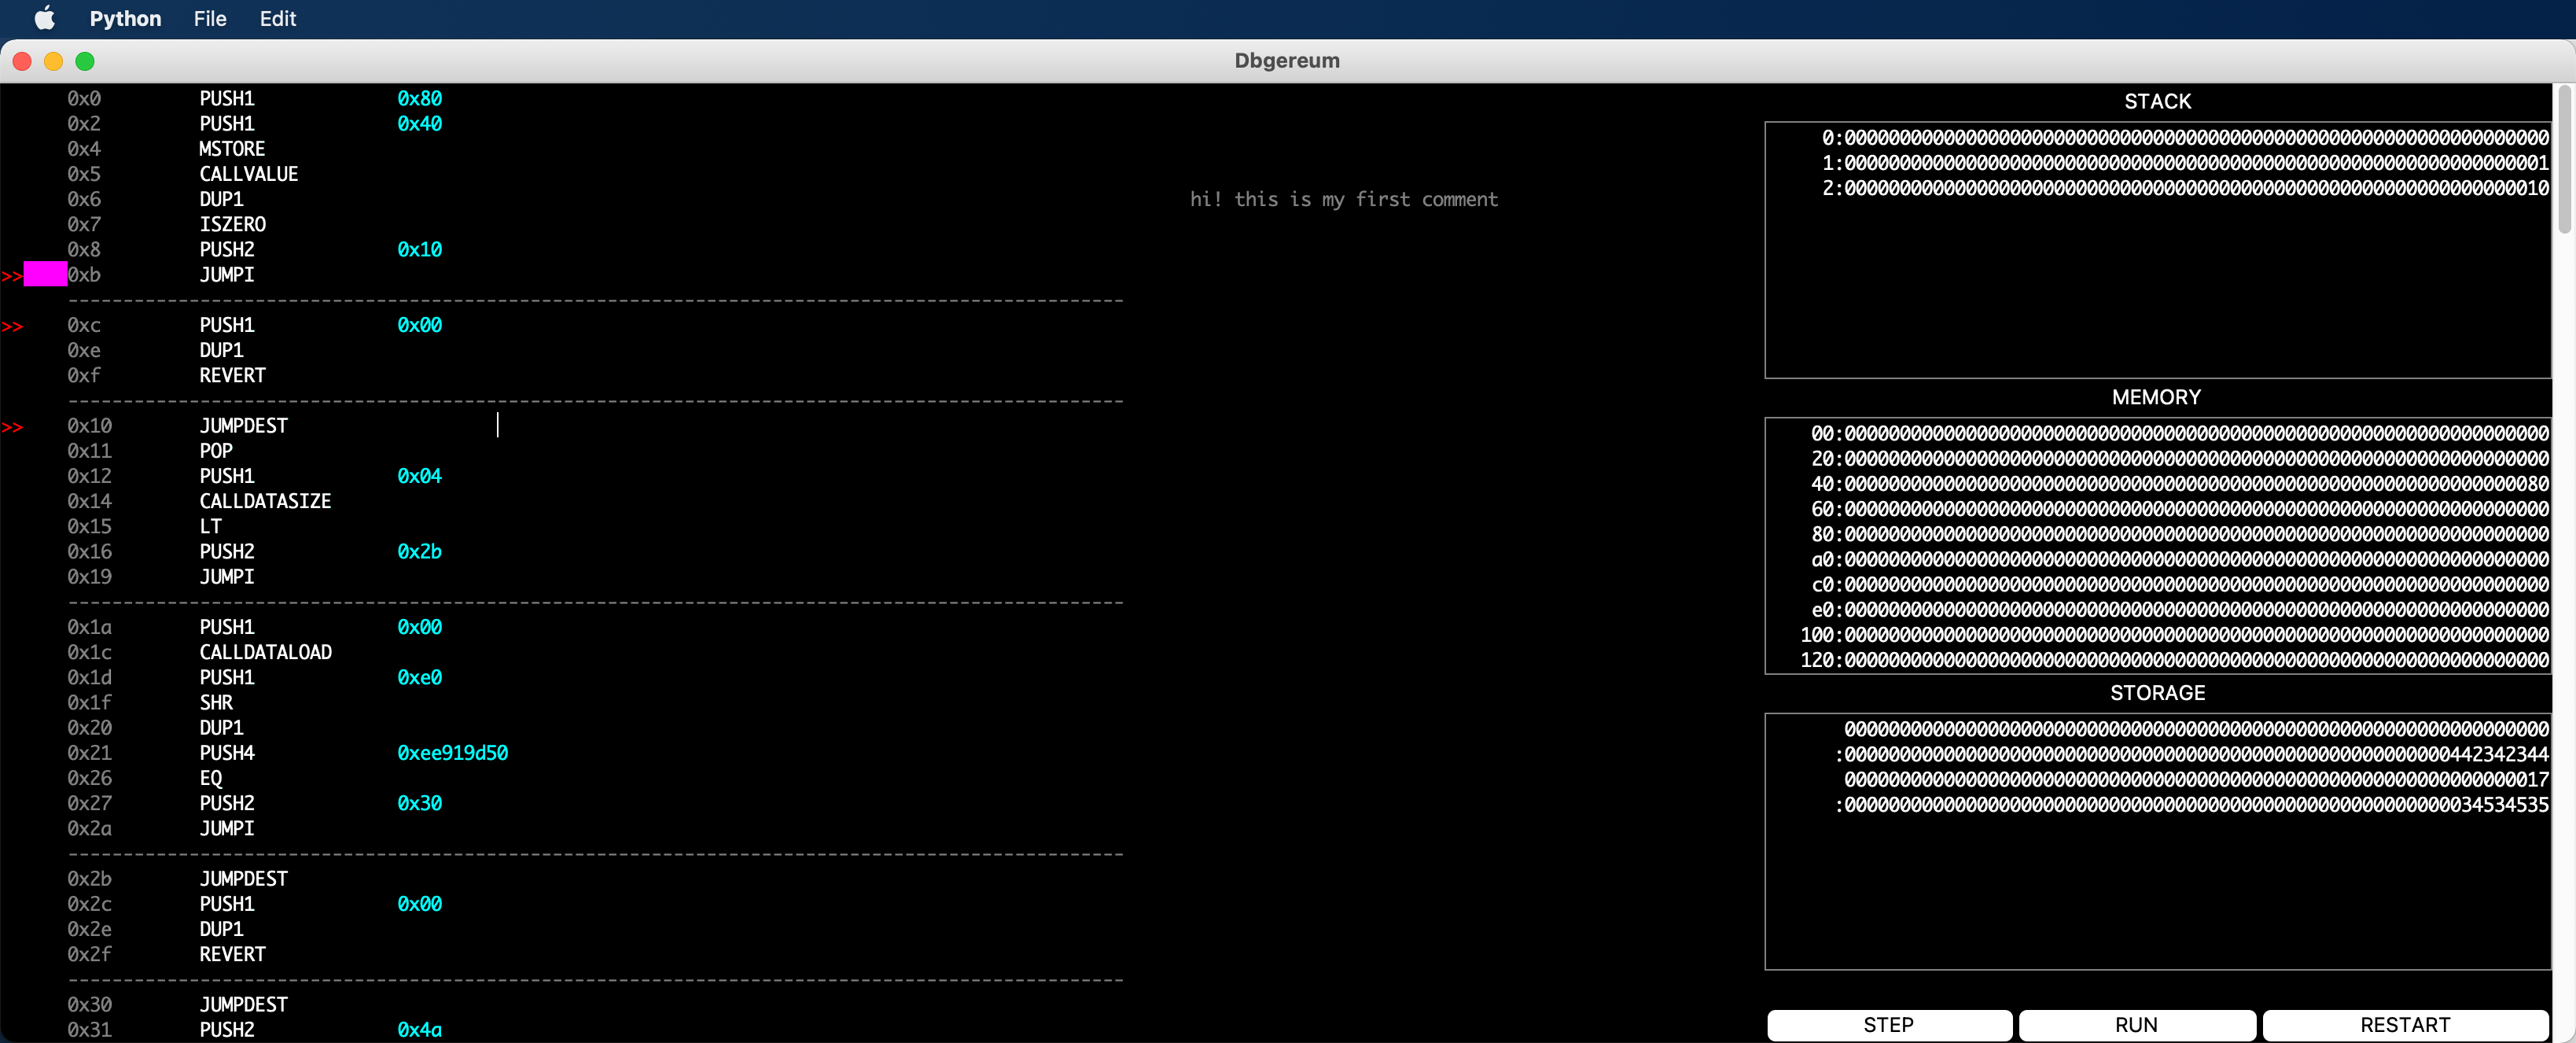 Python File Edit
Dbgereum
0x0 PUSH1 0x80
0x2 PUSH1 0x40
0x4 MSTORE
0x5 CALLVALUE
0x6 DUP1 hi! this is my first comment
0x7 ISZERO
0x8 PUSH2 0x10
>> 0xb JUMPI
>> 0xc PUSH1 0x00
0xe DUP1
0xf REVERT
>> 0x10 JUMPDEST
0x11 POP
0x12 PUSH1 0x04
0x14 CALLDATASIZE
0x15 LT
0x16 PUSH2 0x2b
0x19 JUMPI
0x1a PUSH1 0x00
0x1c CALLDATALOAD
0x1d PUSH1 0xe0
0x1f SHR
0x20 DUP1
0x21 PUSH4 0xee919d50
0x26 EQ
0x27 PUSH2 0x30
0x2a JUMPI
0x2b JUMPDEST
0x2c PUSH1 0x00
0x2e DUP1
0x2f REVERT
0x30 JUMPDEST
0x31 PUSH2 0x4a
STACK
0:0000000000000000000000000000000000000000000000000000000000000000
1:0000000000000000000000000000000000000000000000000000000000000001
2:0000000000000000000000000000000000000000000000000000000000000010
MEMORY
00:0000000000000000000000000000000000000000000000000000000000000000
20:0000000000000000000000000000000000000000000000000000000000000000
40:0000000000000000000000000000000000000000000000000000000000000080
60:0000000000000000000000000000000000000000000000000000000000000000
80:0000000000000000000000000000000000000000000000000000000000000000
a0:0000000000000000000000000000000000000000000000000000000000000000
c0:0000000000000000000000000000000000000000000000000000000000000000
e0:0000000000000000000000000000000000000000000000000000000000000000
100:0000000000000000000000000000000000000000000000000000000000000000
120:0000000000000000000000000000000000000000000000000000000000000000
STORAGE
0000000000000000000000000000000000000000000000000000000000000000
:0000000000000000000000000000000000000000000000000000000442342344
0000000000000000000000000000000000000000000000000000000000000017
:0000000000000000000000000000000000000000000000000000000034534535
STEP RUN RESTART